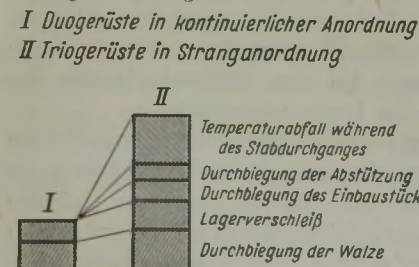 I Duogerüste in kontinuierlicher Anordnung
II Triogerüste in Stranganordnung
II
Temperaturabfall während
des Stabdurchganges
Durchbiegung der Abstützung
I
Durchbiegung des Einbaustück
Lagerverschleiß
Durchbiegung der Walze